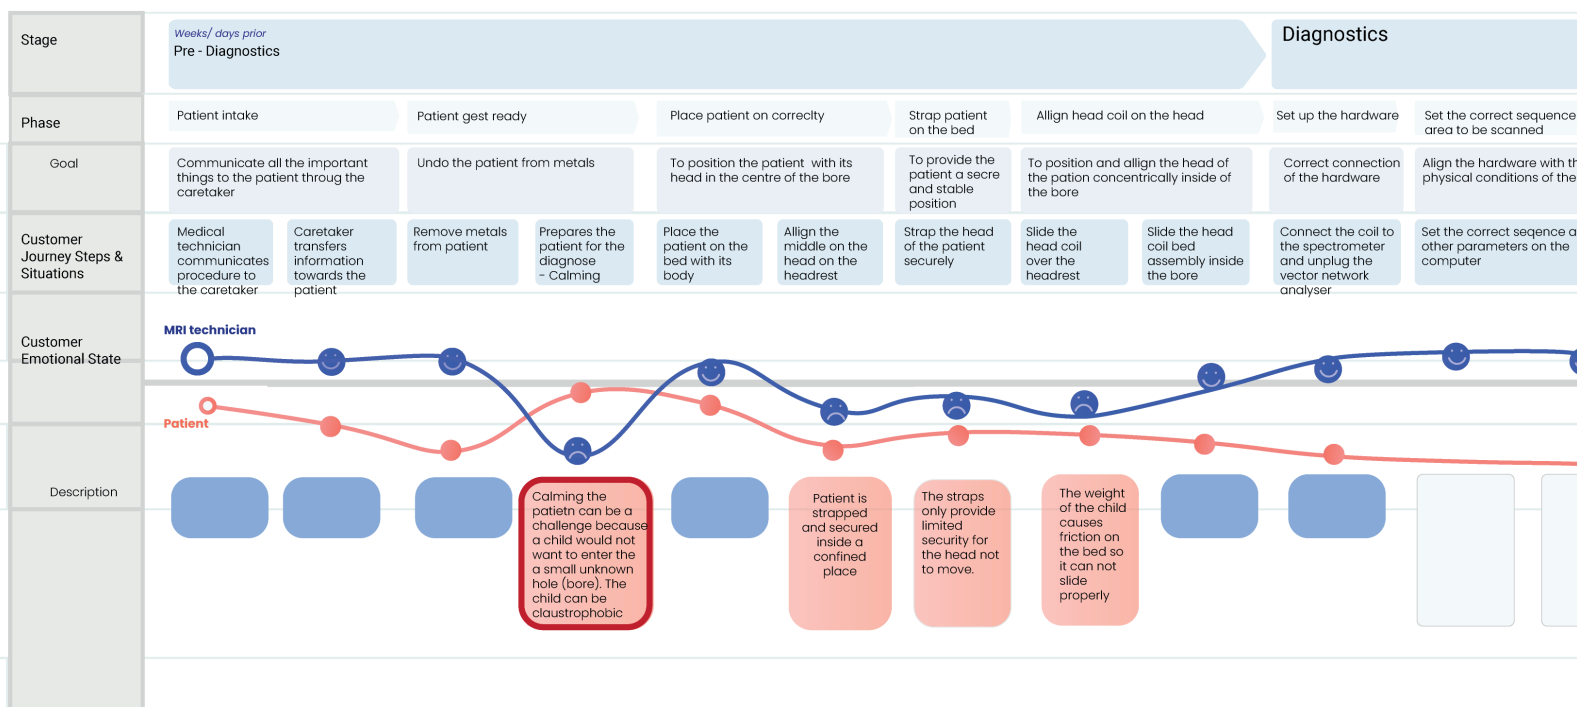 Stage
Weeks/ days prior
Pre - Diagnostics
Diagnostics
Phase
Patient intake
Patient gest ready
Place patient on correclty
Strap patient
on the bed
Allign head coil on the head
Set up the hardware
Set the correct sequence
area to be scanned
Goal
Communicate all the important
things to the patient throug the
caretaker
Undo the patient from metals
To position the patient with its
head in the centre of the bore
To provide the
patient a secre
and stable
position
To position and allign the head of
the pation concentrically inside of
the bore
Correct connection
of the hardware
Align the hardware with th
physical conditions of the
Customer
Journey Steps &
Situations
Medical
technician
communicates
procedure to
the caretaker
Caretaker
transfers
information
towards the
patient
Remove metals
from patient
Prepares the
patient for the
diagnose
- Calming
Place the
patient on the
bed with its
body
Align the
middle on the
head on the
headrest
Strap the head
of the patient
securely
Slide the
head coil
over the
headrest
Slide the head
coil bed
assembly inside
the bore
Connect the coil to
the spectrometer
and unplug the
vector network
analyser
Set the correct seqence a
other parameters on the
computer
Customer
Emotional State
MRI technician
Patient
Description
Calming the
patietn can be a
challenge because
a child would not
want to enter the
a small unknown
hole (bore). The
child can be
claustrophobic
Patient is
strapped
and secured
inside a
confined
place
The straps
only provide
limited
security for
the head not
to move.
The weight
of the child
causes
friction on
the bed so
it can not
slide
properly